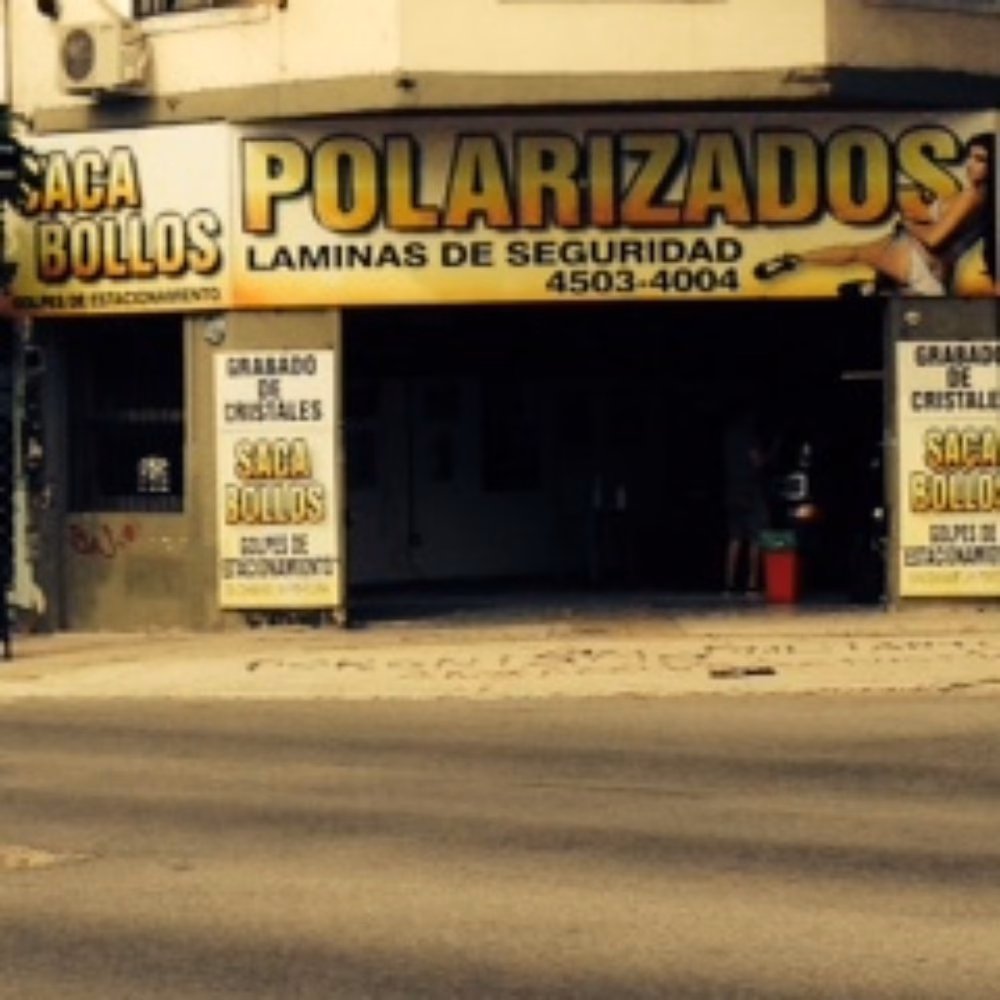 SACA
BOLLOS
GOLPES DE ESTACIONAMIENTO
POLARIZADOS
LAMINAS DE SEGURIDAD
4503-4004
GRABADO
DE
CRISTALES
SACA
BOLLOS
GOLPES DE
ESTACIONAMIENTO
GRABADO
DE
CRISTALES
SACA
BOLLOS
GOLPES DE
ESTACIONAMIENTO